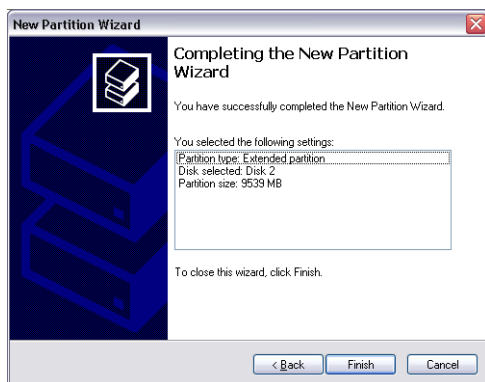 New Partition Wizard
Completing the New Partition
Wizard
You have successfully completed the New Partition Wizard.
You selected the following settings:
Partition type: Extended partition
Disk selected: Disk 2
Partition size: 9539 MB
To close this wizard, click Finish.
< Back
Finish
Cancel